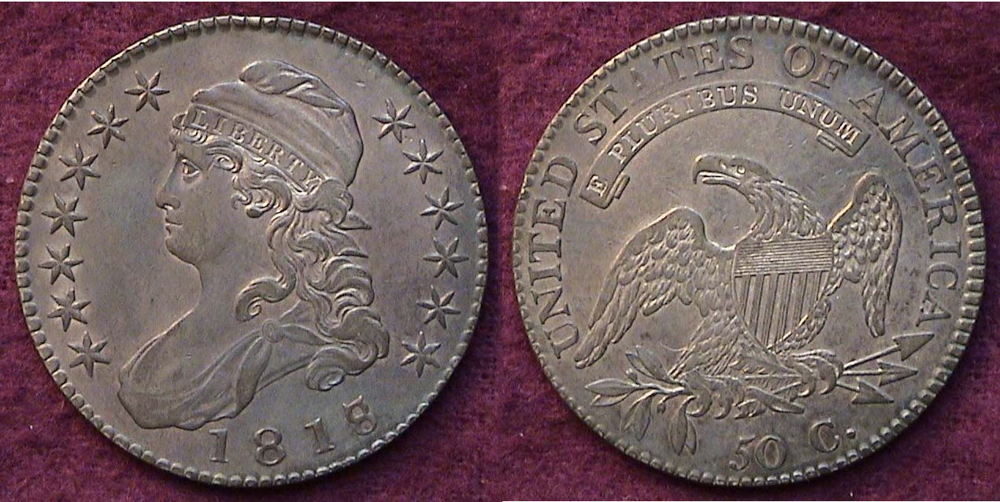 LIBERTY
1818
UNITED STATES OF AMERICA
E PLURIBUS UNUM
50 C.